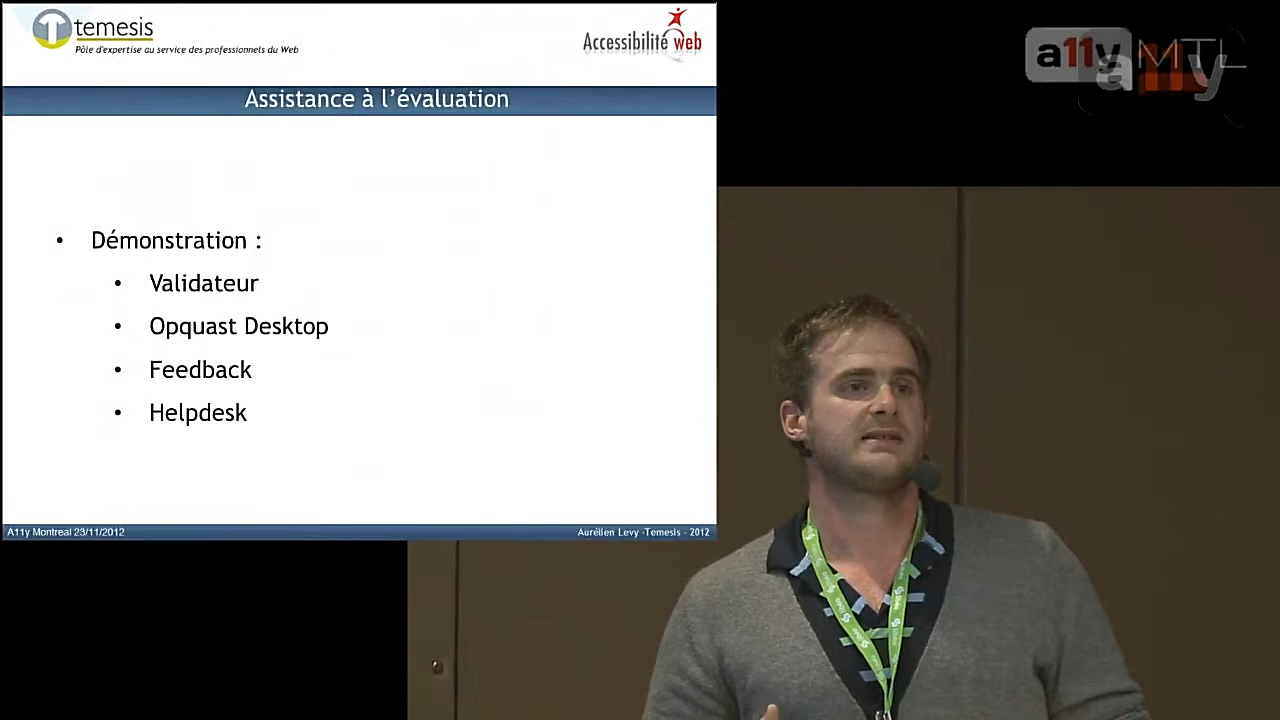 temesis
Pôle d'expertise au service des professionnels du Web
Accessibilité web
a11y MTL
a11y
Assistance à l'évaluation
• Démonstration :
• Validateur
• Opquast Desktop
• Feedback
• Helpdesk
A11y Montreal 23/11/2012
Aurélien Levy -Temesis - 2012